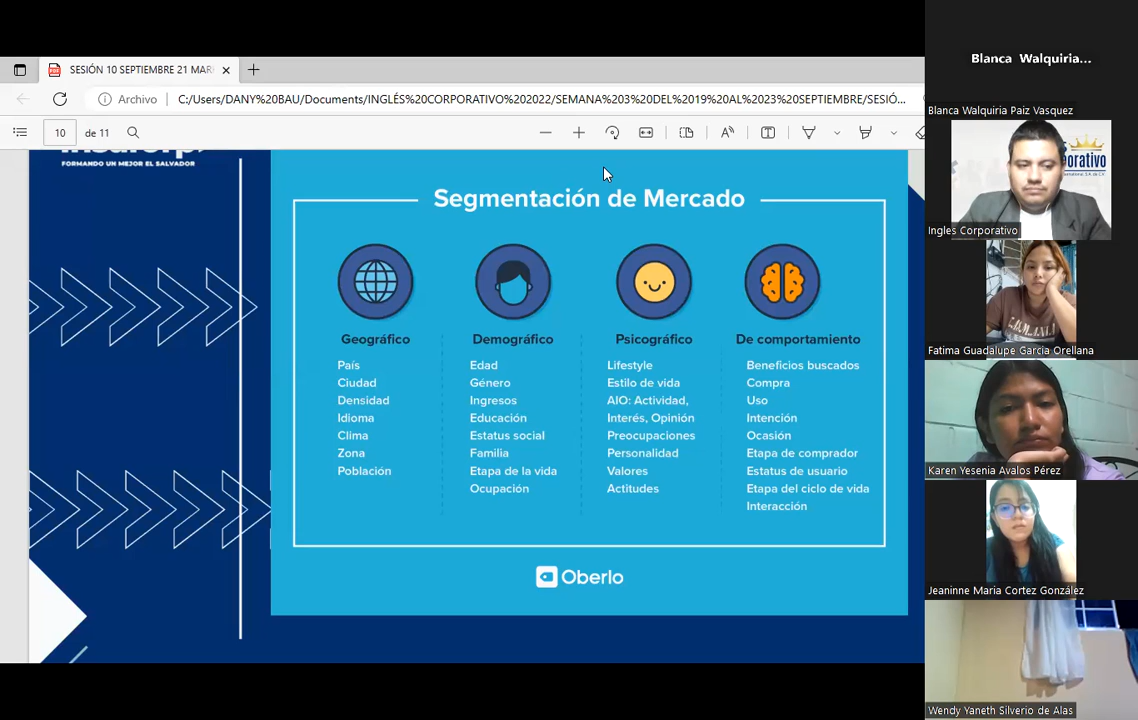 SESIÓN 10 SEPTIEMBRE 21 MAR
Archivo C:/Users/DANY%20BAU/Documents/INGLÉS%20CORPORATIVO%202022/SEMANA%203%20DEL%2019%20AL%2023%20SEPTIEMBRE/SESIÓ...
10 de 11
FORMANDO UN MEJOR EL SALVADOR
Segmentación de Mercado
Geográfico
País
Ciudad
Densidad
Idioma
Clima
Zona
Población
Demográfico
Edad
Género
Ingresos
Educación
Estatus social
Familia
Etapa de la vida
Ocupación
Psicográfico
Lifestyle
Estilo de vida
AIO: Actividad,
Interés, Opinión
Preocupaciones
Personalidad
Valores
Actitudes
De comportamiento
Beneficios buscados
Compra
Uso
Intención
Ocasión
Etapa de comprador
Estatus de usuario
Etapa del ciclo de vida
Interacción
Oberlo
Blanca Walquiria...
Blanca Walquiria Paiz Vasquez
Ingles Corporativo
Fatima Guadalupe Garcia Orellana
Karen Yesenia Avalos Pérez
Jeaninne Maria Cortez González
Wendy Yaneth Silverio de Alas